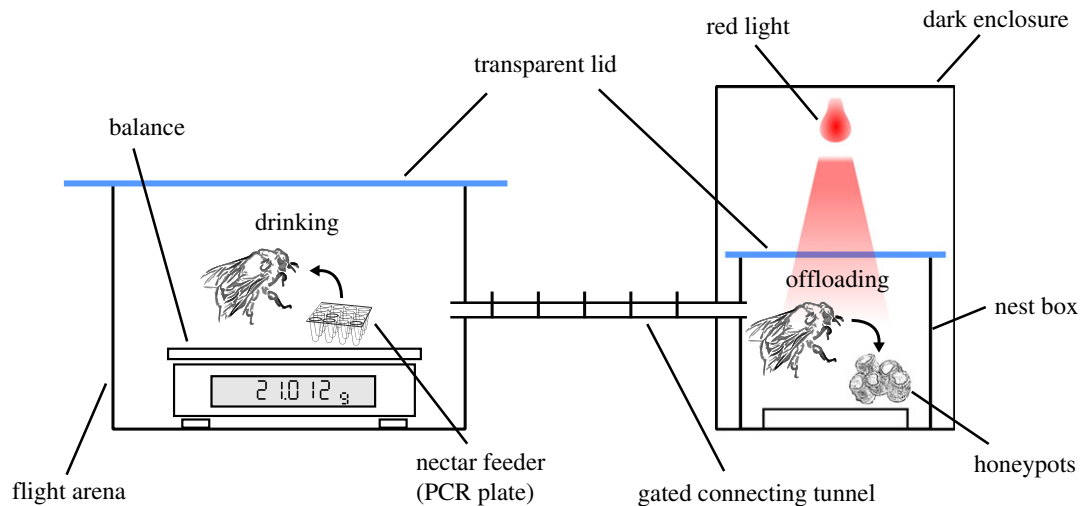 dark enclosure
red light
transparent lid
balance
drinking
offloading
nest box
21.012 g
nectar feeder
(PCR plate)
honeypots
flight arena
gated connecting tunnel